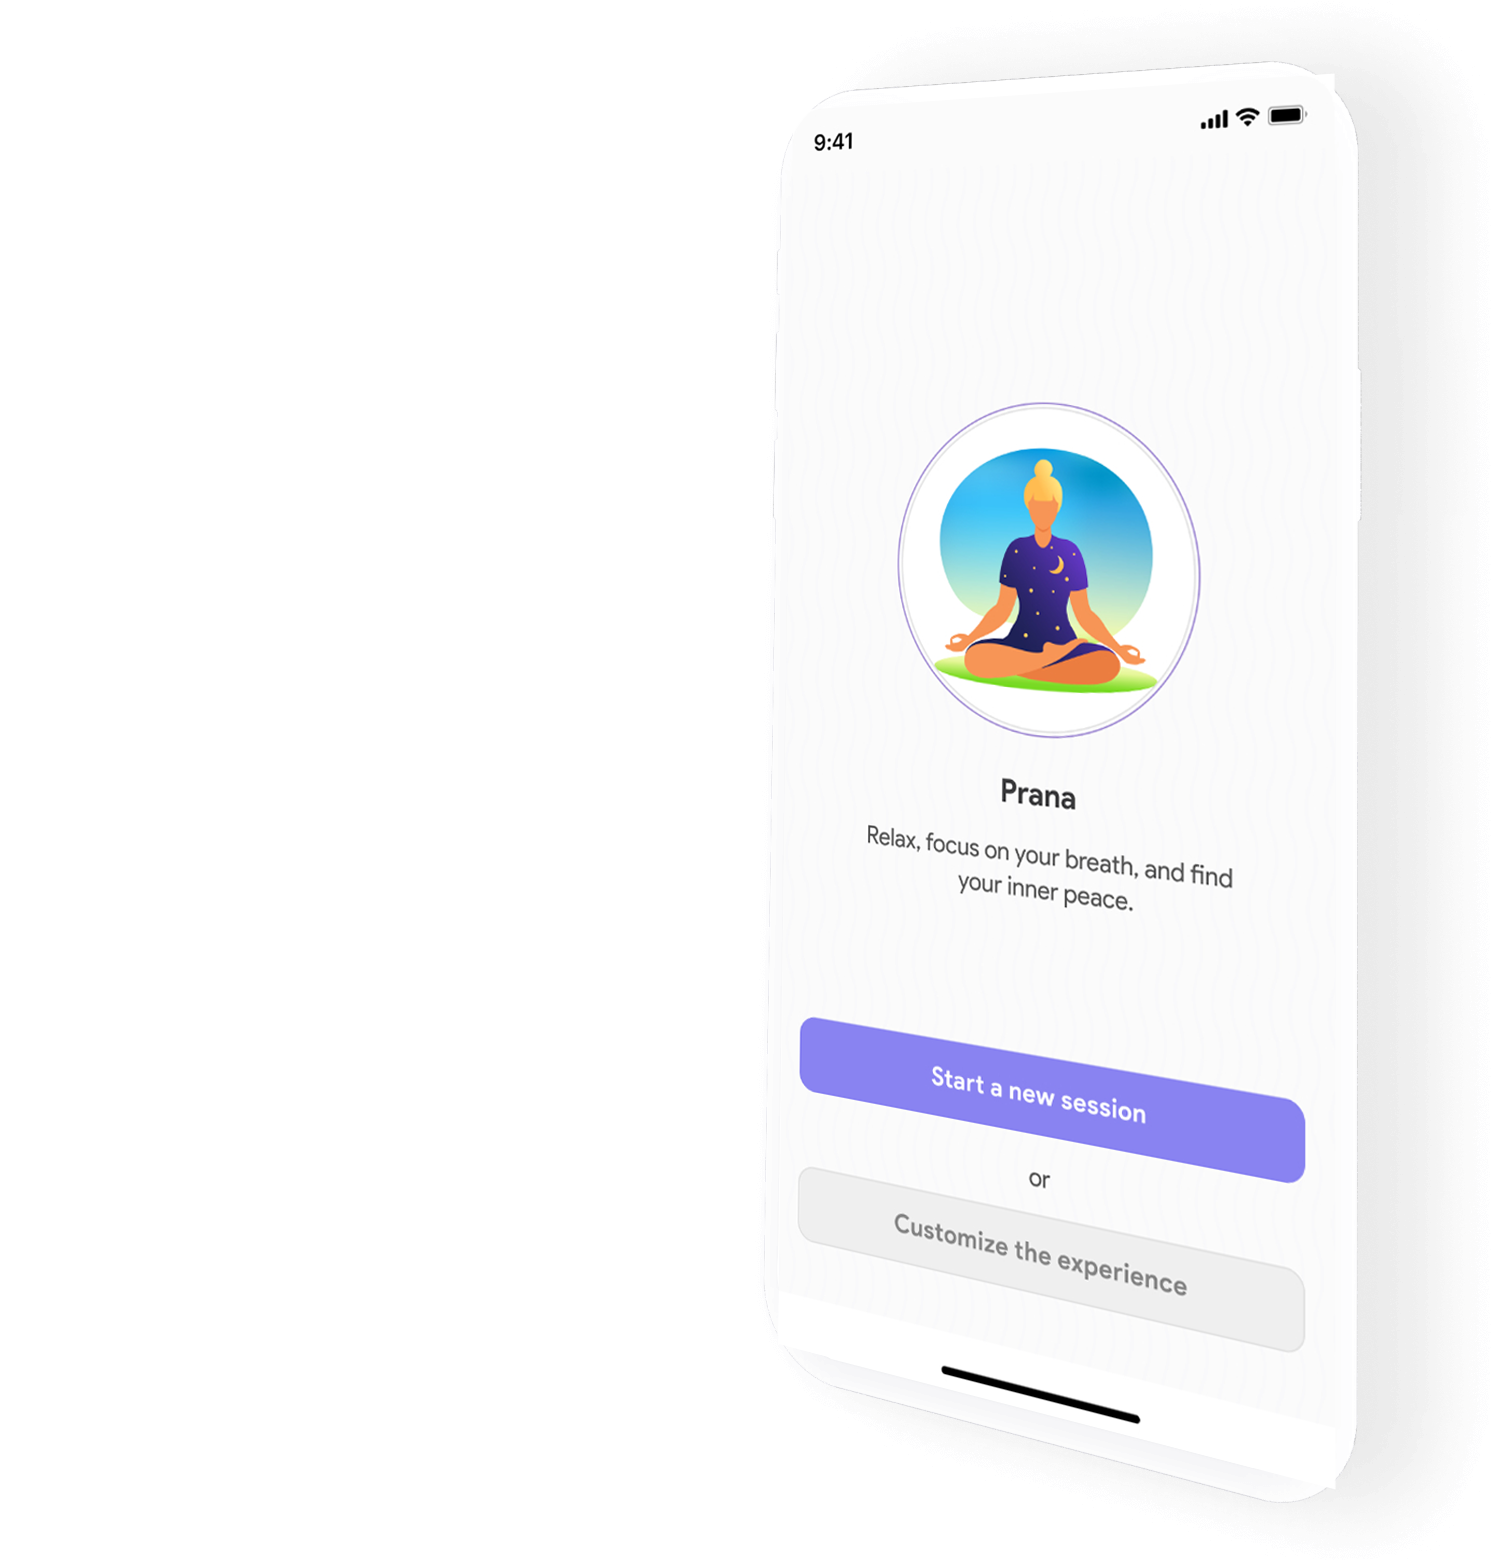 9:41
Prana
Relax, focus on your breath, and find
your inner peace.
Start a new session
or
Customize the experience